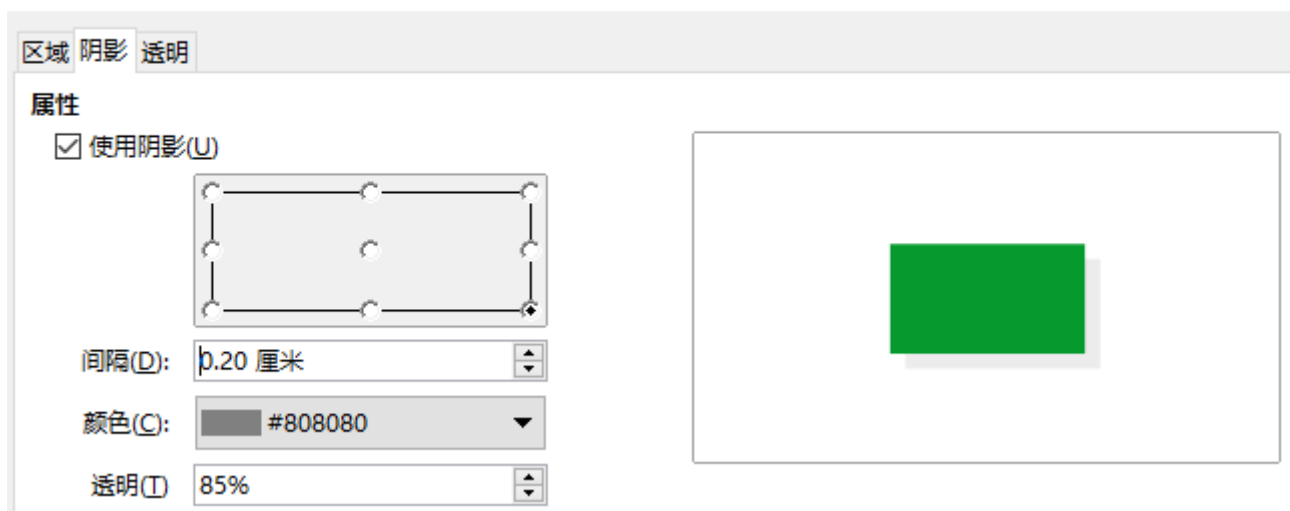 区域 阴影 透明
属性
使用阴影(U)
间隔(D): 0.20 厘米
颜色(C): #808080
透明(T) 85%